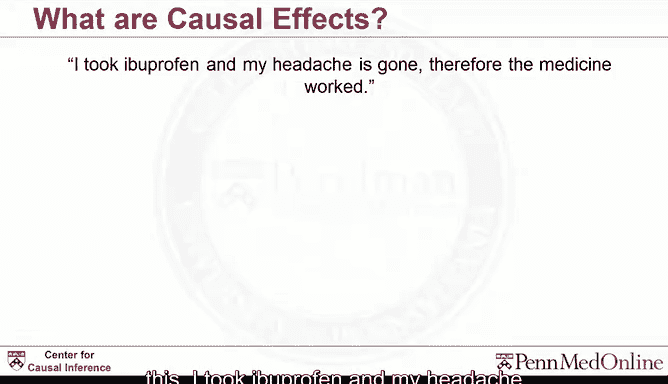 What are Causal Effects?
“I took ibuprofen and my headache is gone, therefore the medicine
worked.”
Center for
Causal Inference
PennMedOnline
this, I took ibuprofen and my headache